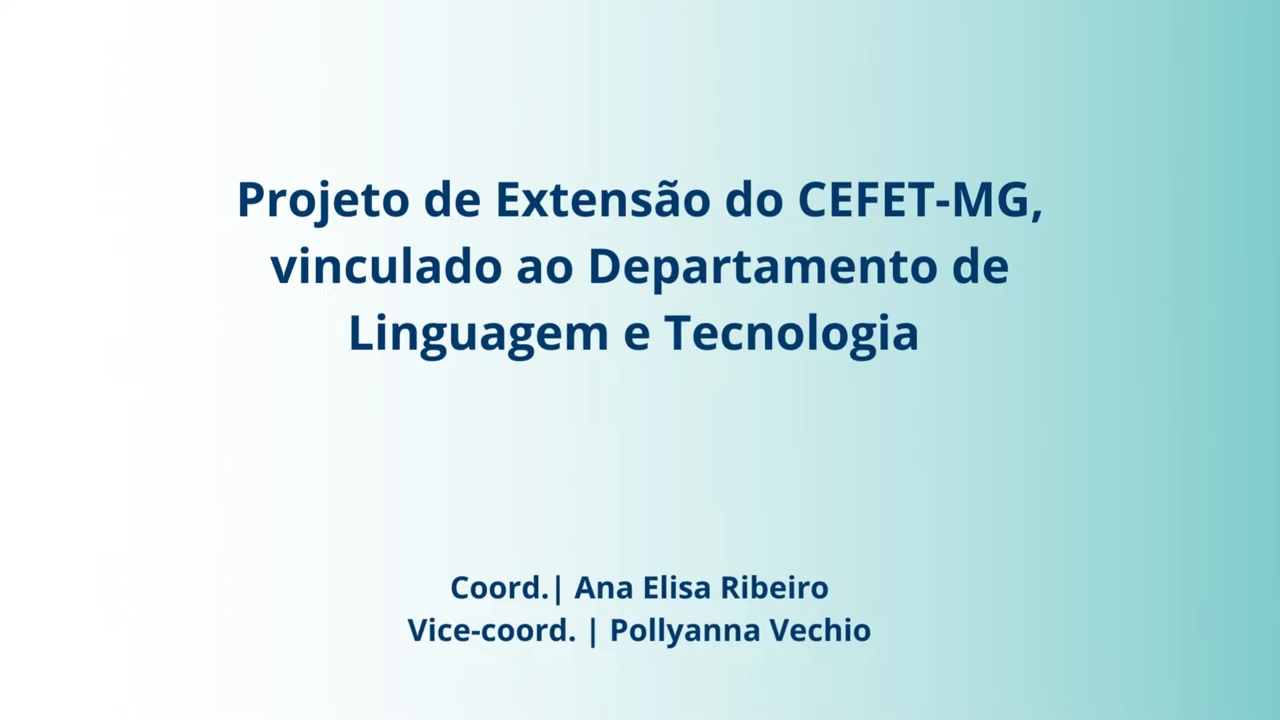 Projeto de Extensão do CEFET-MG,
vinculado ao Departamento de
Linguagem e Tecnologia
Coord.| Ana Elisa Ribeiro
Vice-coord. | Pollyanna Vechio